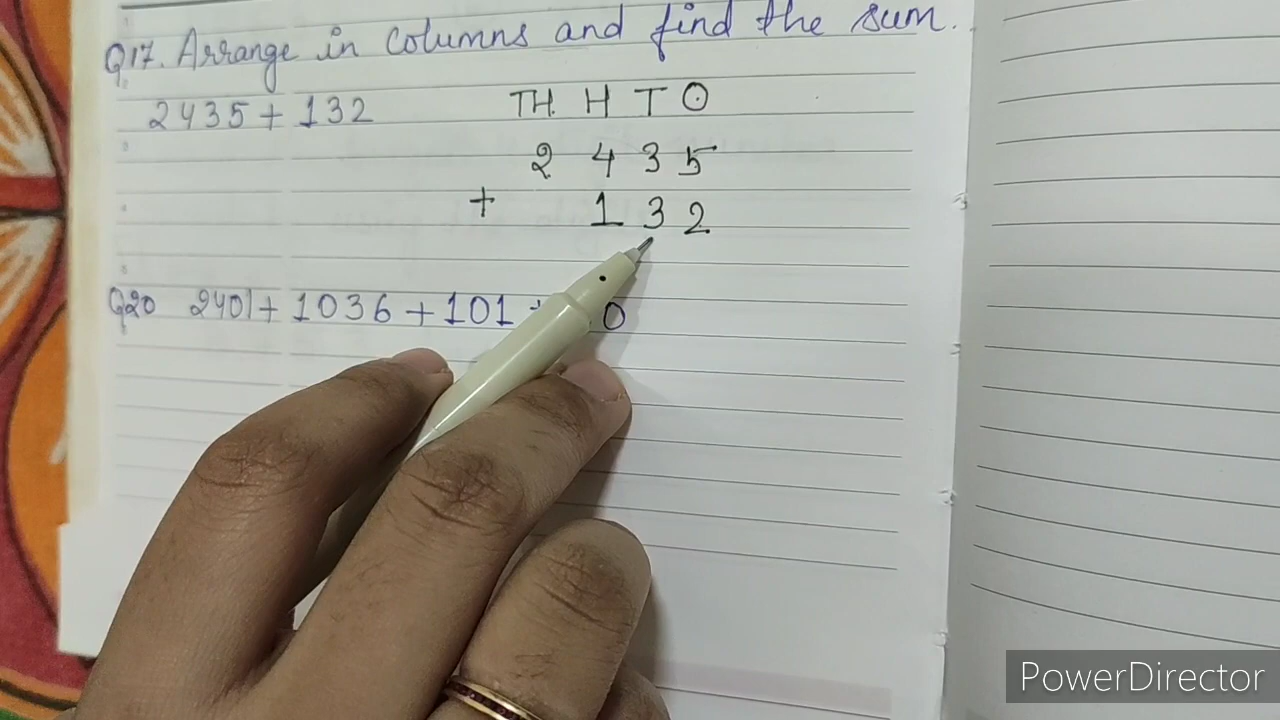 Q17. Arrange in columns and find the sum.
2435 + 132
TH. H T O
2 4 3 5
+ 1 3 2
Q20 2401 + 1036 + 101 + 0
PowerDirector